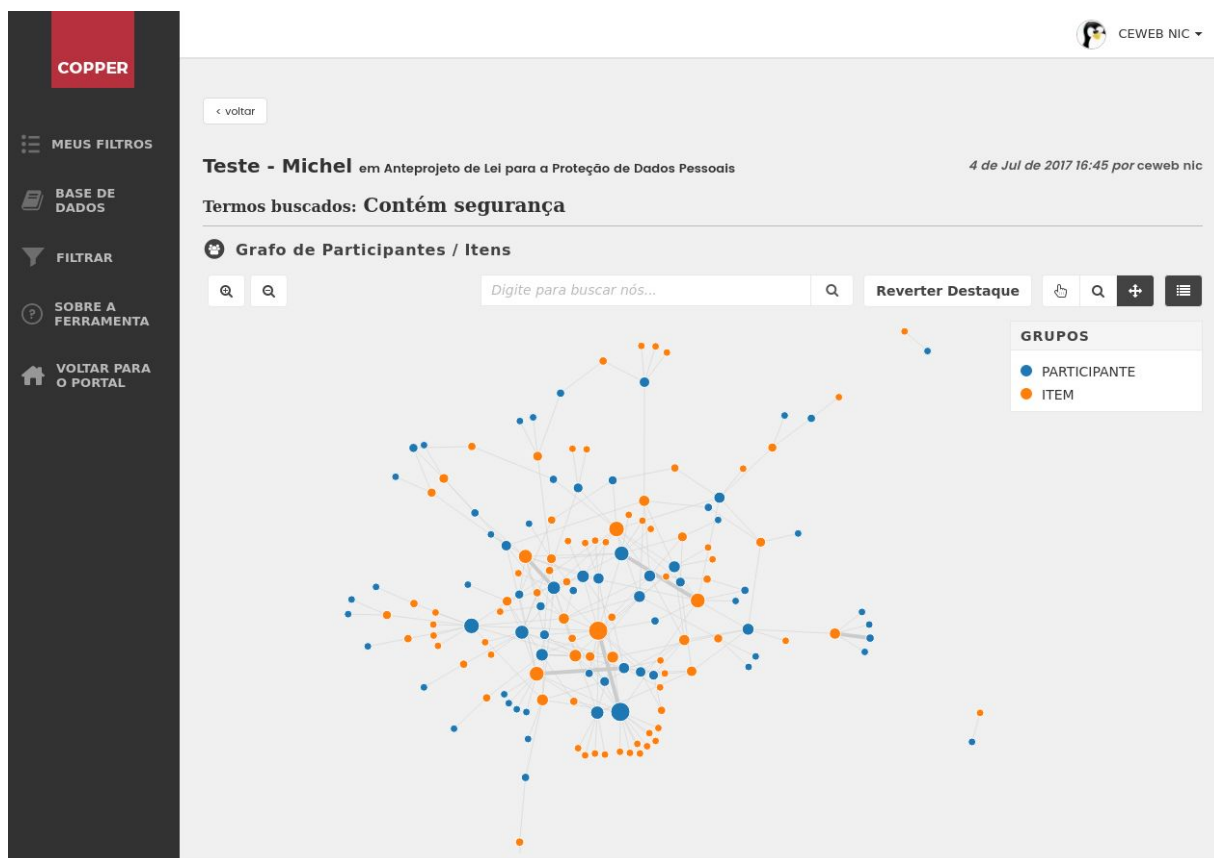 COPPER
CEWEB NIC
MEUS FILTROS
BASE DE
DADOS
FILTRAR
SOBRE A
FERRAMENTA
VOLTAR PARA
O PORTAL
< voltar
Teste - Michel em Anteprojeto de Lei para a Proteção de Dados Pessoais
4 de Jul de 2017 16:45 por ceweb nic
Termos buscados: Contém segurança
Grafo de Participantes / Itens
Digite para buscar nós...
Reverter Destaque
GRUPOS
PARTICIPANTE
ITEM